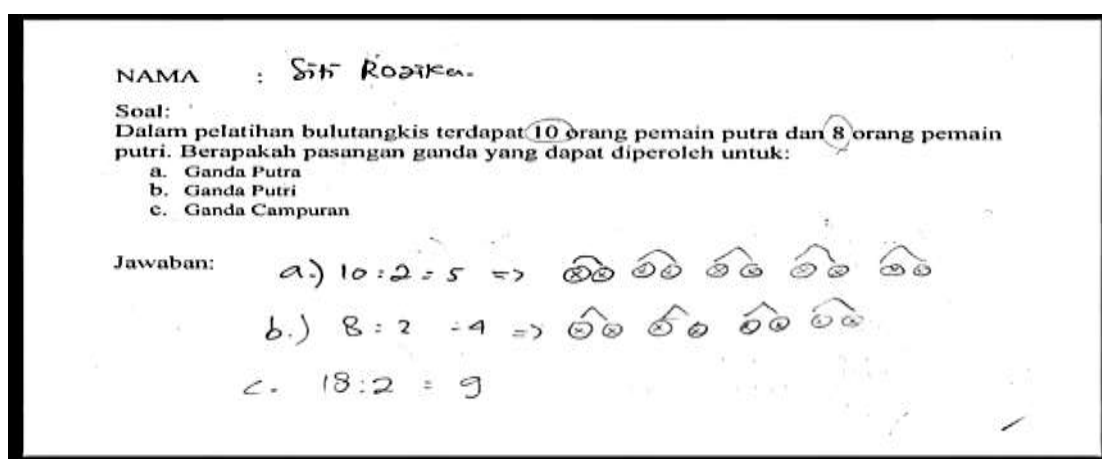 NAMA : Siti Rozika.
Soal:
Dalam pelatihan bulutangkis terdapat 10 orang pemain putra dan 8 orang pemain
putri. Berapakah pasangan ganda yang dapat diperoleh untuk:
a. Ganda Putra
b. Ganda Putri
c. Ganda Campuran
Jawaban: a.) 10 : 2 = 5 =>
b.) 8 : 2 = 4 =>
c. 18 : 2 = 9